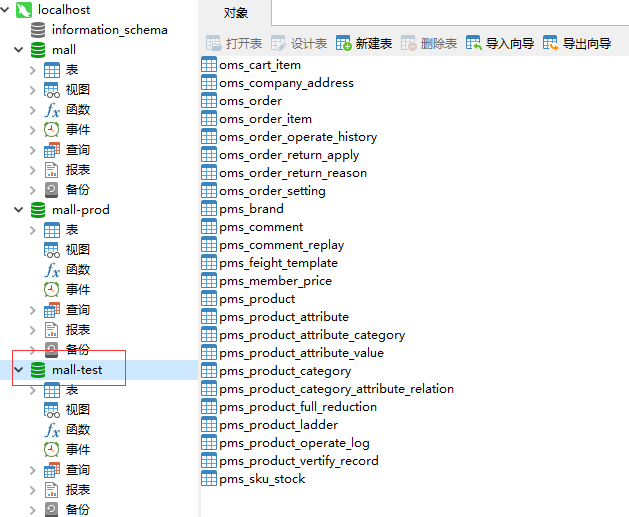 localhost
information_schema
mall
表
视图
fx 函数
事件
查询
报表
备份
mall-prod
表
视图
fx 函数
事件
查询
报表
备份
mall-test
表
视图
fx 函数
事件
查询
报表
备份
对象
打开表 设计表 新建表 删除表 导入向导 导出向导
oms_cart_item
oms_company_address
oms_order
oms_order_item
oms_order_operate_history
oms_order_return_apply
oms_order_return_reason
oms_order_setting
pms_brand
pms_comment
pms_comment_replay
pms_feight_template
pms_member_price
pms_product
pms_product_attribute
pms_product_attribute_category
pms_product_attribute_value
pms_product_category
pms_product_category_attribute_relation
pms_product_full_reduction
pms_product_ladder
pms_product_operate_log
pms_product_vertify_record
pms_sku_stock